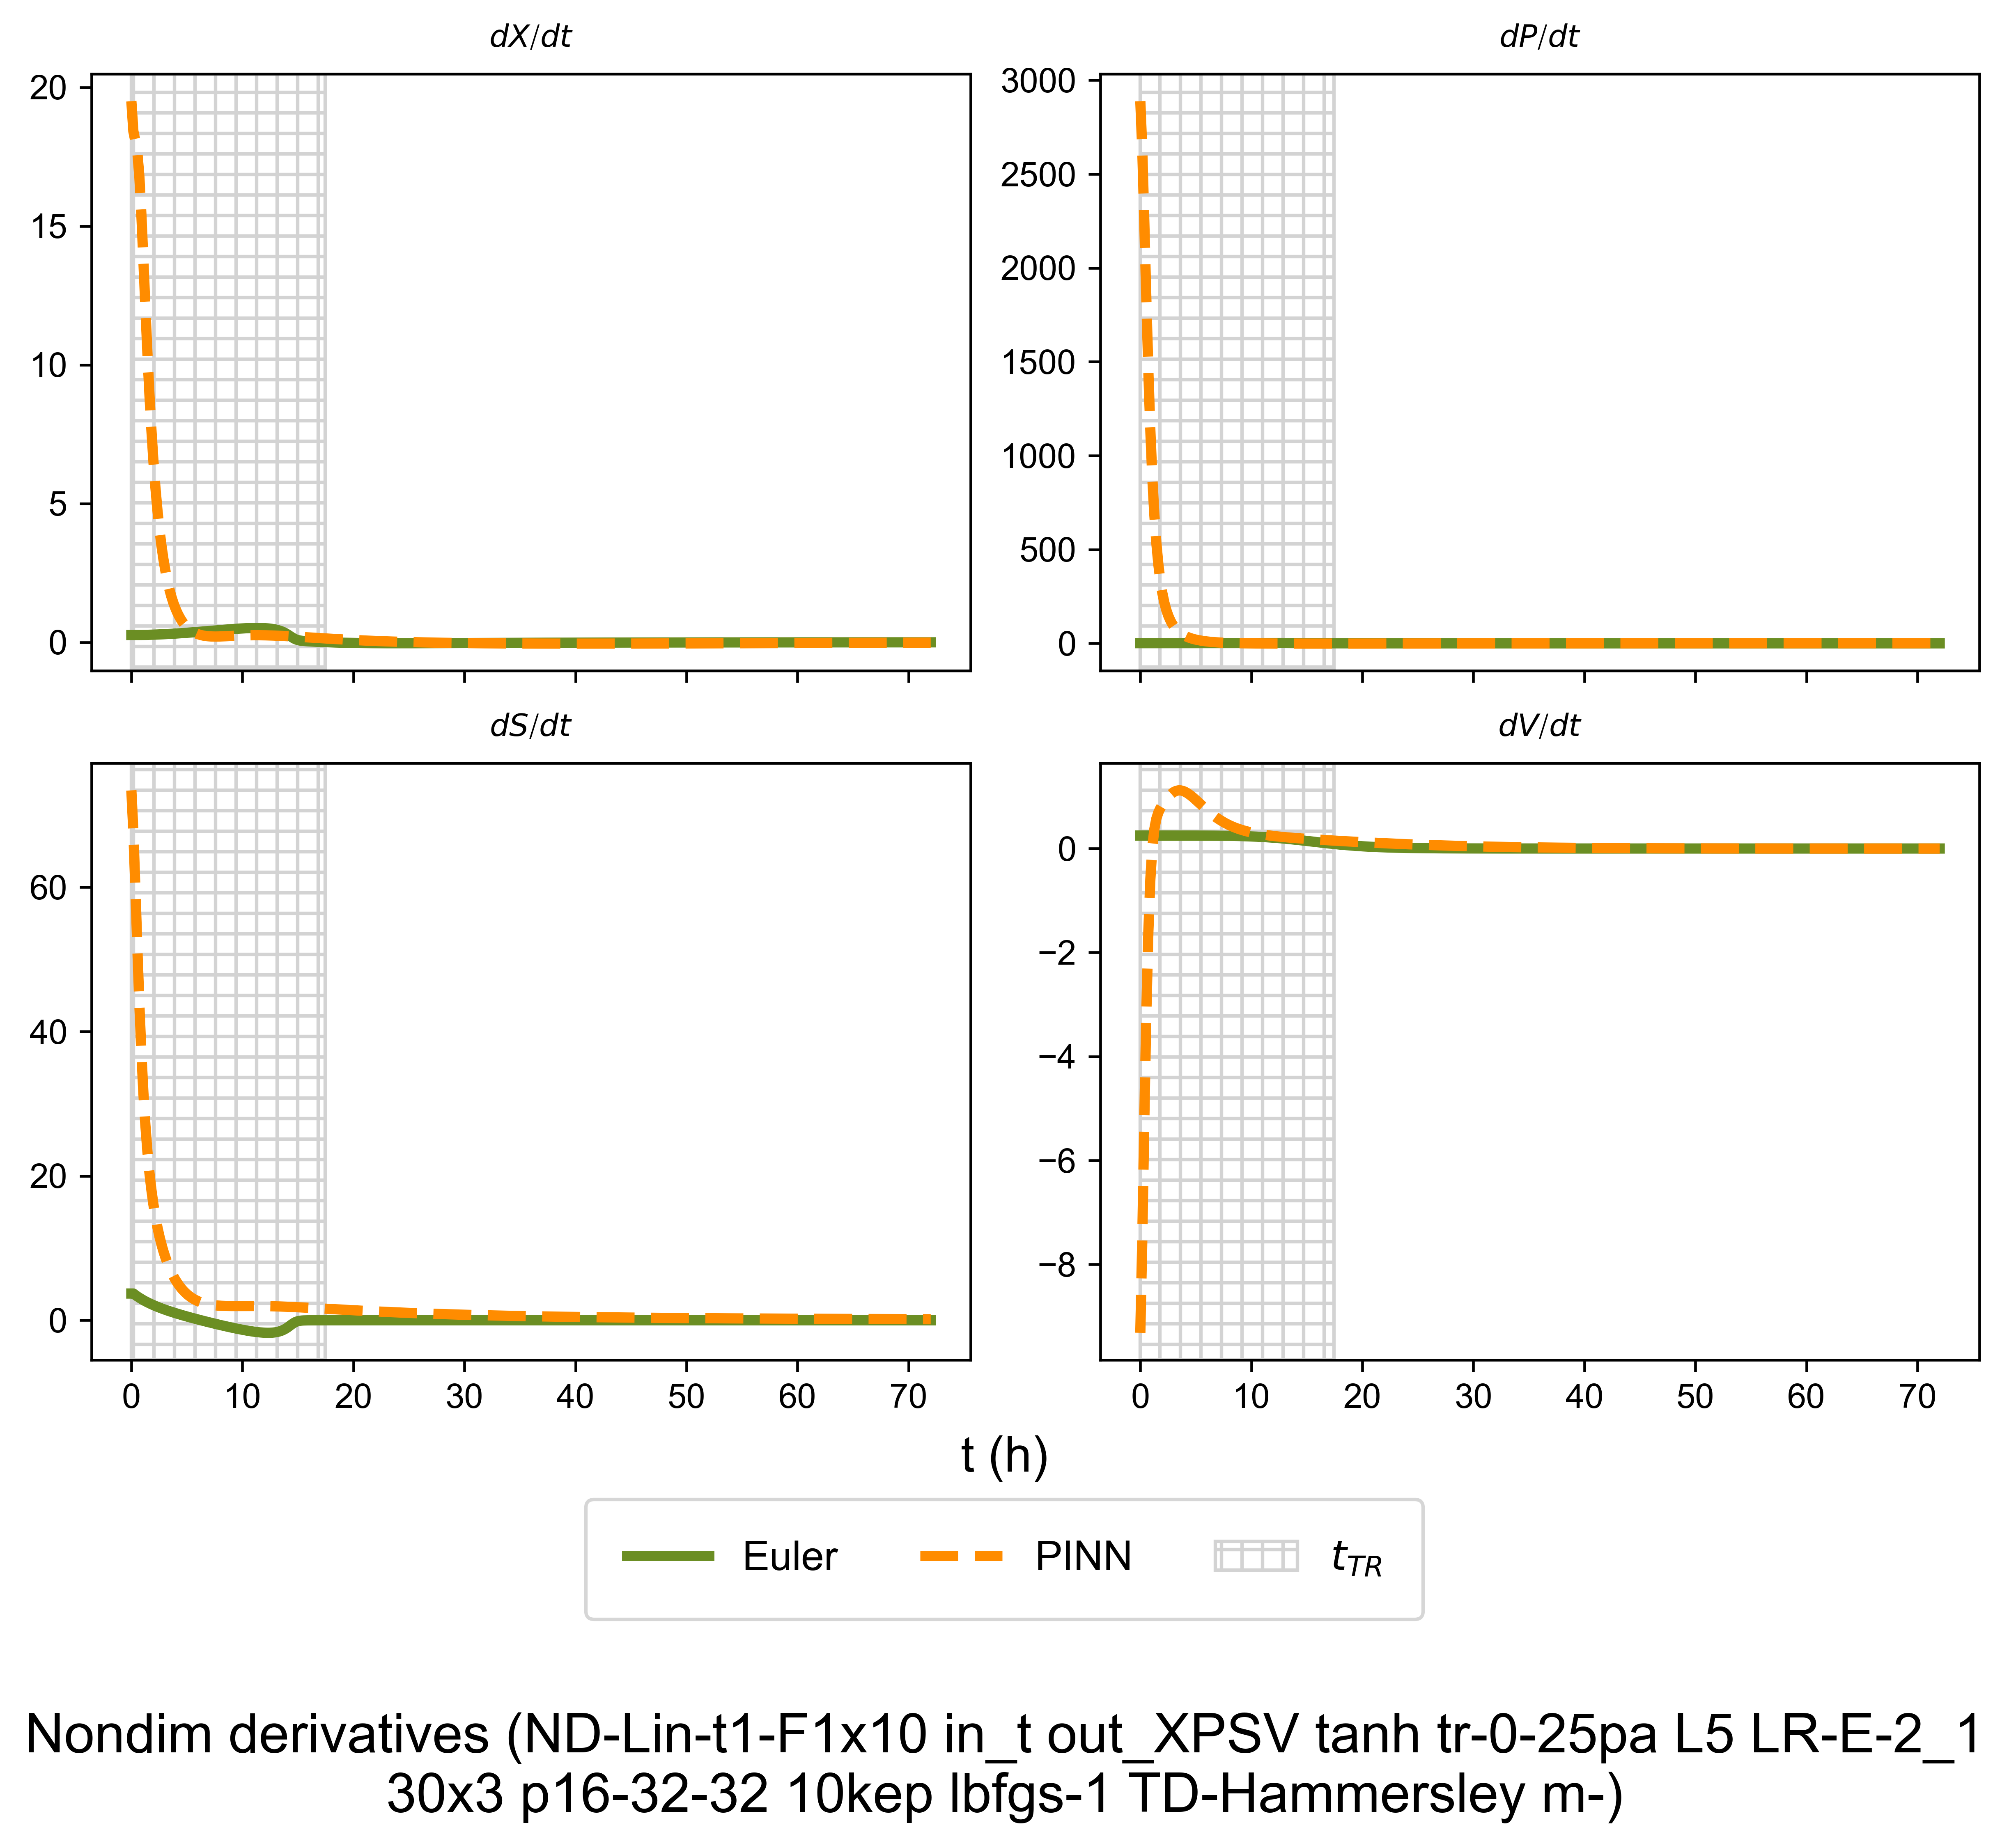 dX/dt
dP/dt
20
15
10
5
0
3000
2500
2000
1500
1000
500
0
dS/dt
dV/dt
60
40
20
0
0
−2
−4
−6
−8
0 10 20 30 40 50 60 70
0 10 20 30 40 50 60 70
t (h)
Euler PINN t_TR
Nondim derivatives (ND-Lin-t1-F1x10 in_t out_XPSV tanh tr-0-25pa L5 LR-E-2_1
30x3 p16-32-32 10kep lbfgs-1 TD-Hammersley m-)